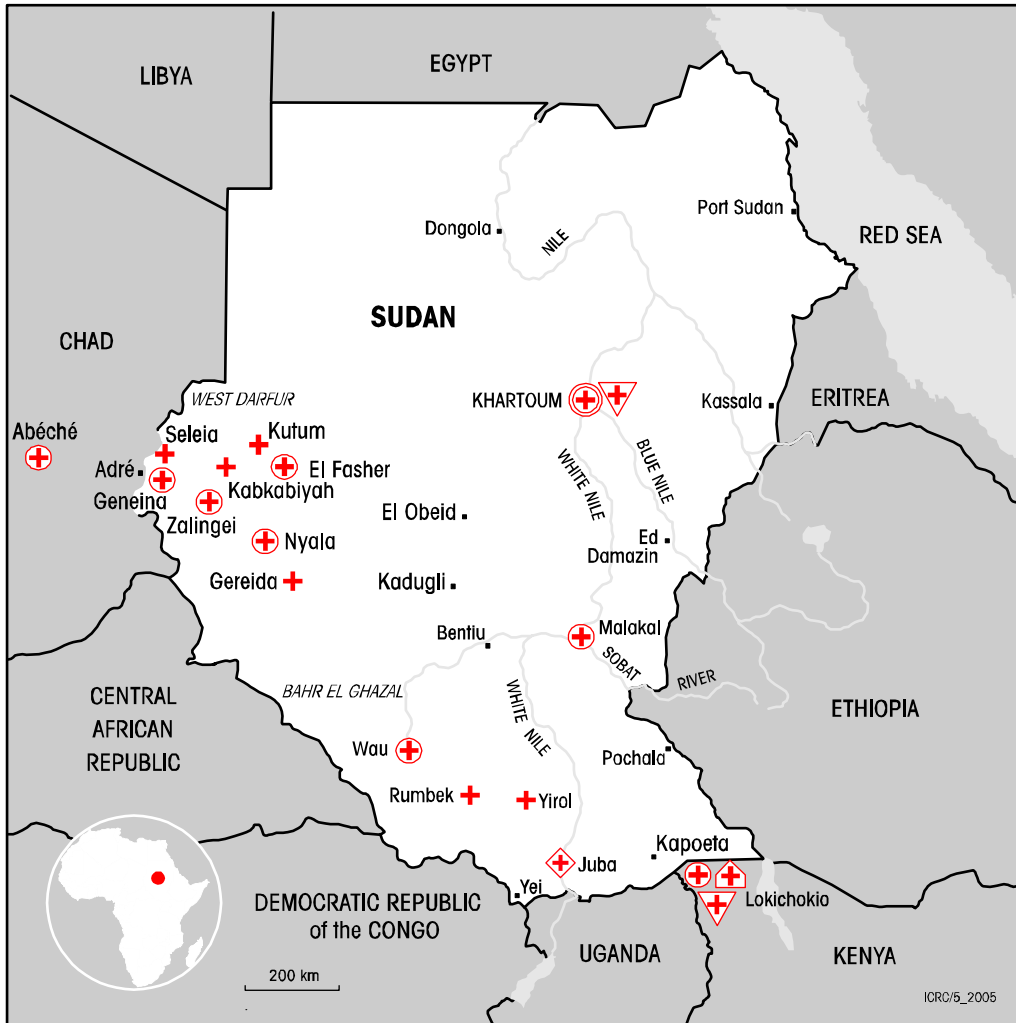 LIBYA
EGYPT
Port Sudan
Dongola
NILE
RED SEA
SUDAN
CHAD
WEST DARFUR
KHARTOUM
Kassala
ERITREA
Abéché
Seleia
Kutum
Adré
El Fasher
Geneina
Kabkabiyah
WHITE NILE
BLUE NILE
Zalingei
El Obeid
Nyala
Ed
Damazin
Gereida
Kadugli
Malakal
Bentiu
SOBAT
RIVER
BAHR EL GHAZAL
WHITE NILE
CENTRAL
AFRICAN
REPUBLIC
ETHIOPIA
Wau
Pochala
Rumbek
Yirol
Kapoeta
Juba
Yei
Lokichokio
DEMOCRATIC REPUBLIC
of the CONGO
UGANDA
KENYA
200 km
ICRC/5_2005